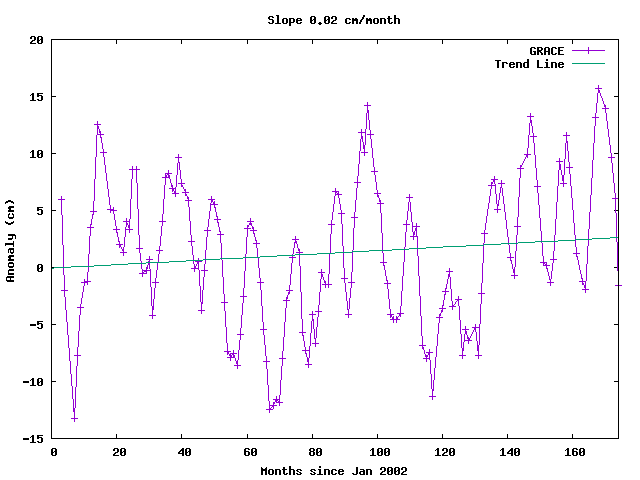 Slope 0.02 cm/month
GRACE
Trend Line
20
15
10
5
0
-5
-10
-15
Anomaly (cm)
0 20 40 60 80 100 120 140 160
Months since Jan 2002